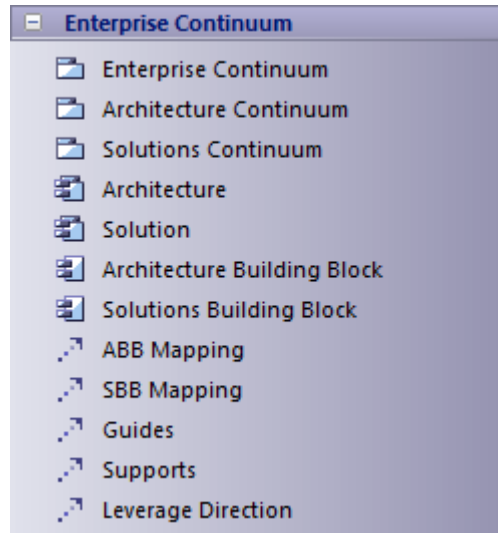 Enterprise Continuum
Enterprise Continuum
Architecture Continuum
Solutions Continuum
Architecture
Solution
Architecture Building Block
Solutions Building Block
ABB Mapping
SBB Mapping
Guides
Supports
Leverage Direction